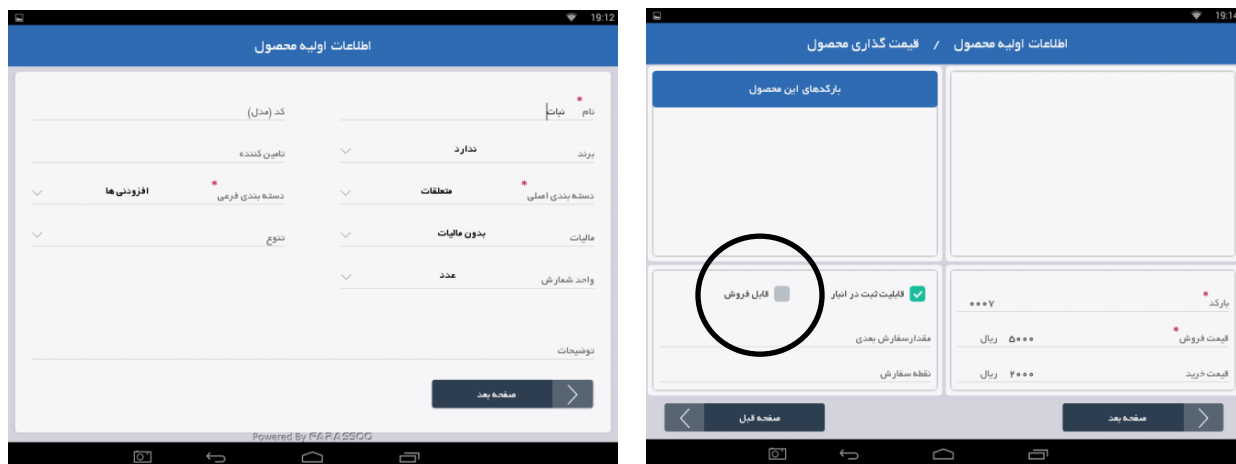 19:12
اطلاعات اولیه محصول
نام * نبات
کد (مدل)
برند ندارد
تامین کننده
دسته بندی اصلی * متعلقات
دسته بندی فرعی * افزودنی ها
مالیات بدون مالیات
تنوع
واحد شمارش عدد
توضیحات
صفحه بعد
Powered By FARASSOO
19:14
اطلاعات اولیه محصول / قیمت گذاری محصول
بارکدهای این محصول
بارکد * ۰۰۰۷
قیمت فروش * ۵۰۰۰ ریال
قیمت خرید ۲۰۰۰ ریال
قابلیت ثبت در انبار
قابل فروش
مقدار سفارش بعدی
نقطه سفارش
صفحه بعد
صفحه قبل